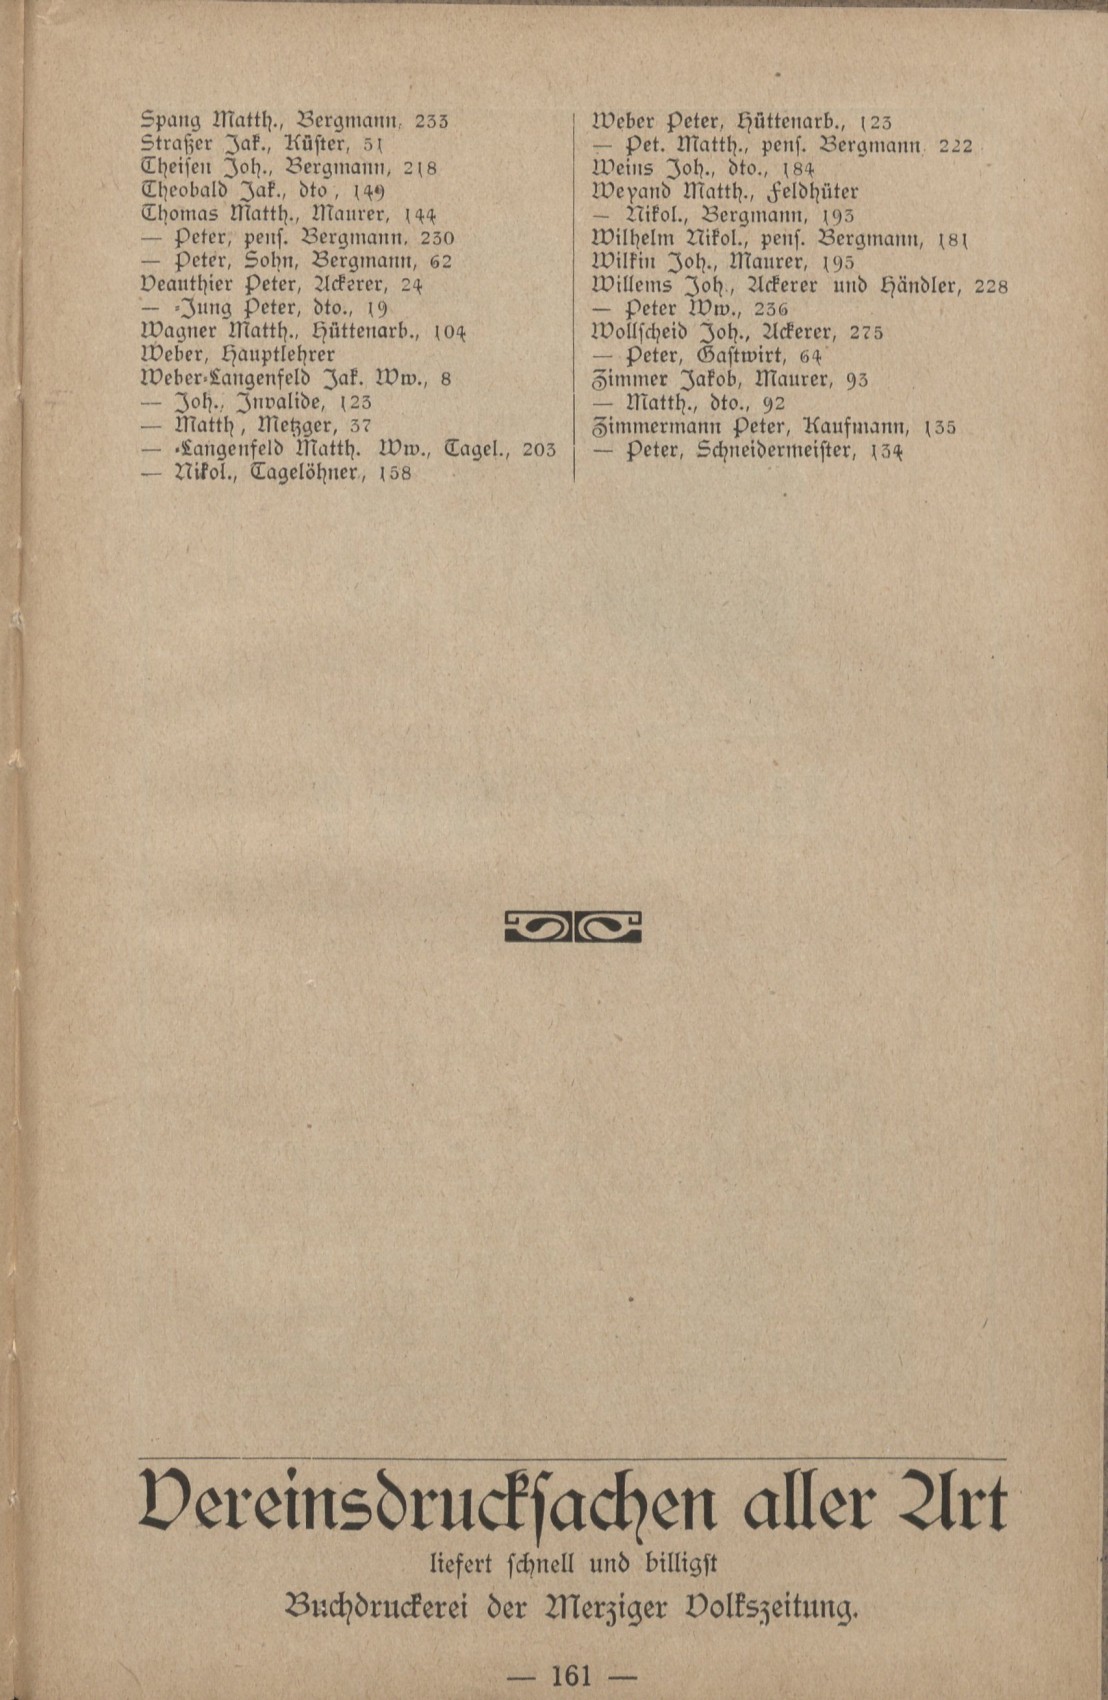 Spang Matth., Bergmann, 233
Straßer Jak., Küster, 51
Theisen Joh., Bergmann, 218
Theobald Jak., dto, 149
Thomas Matth., Maurer, 144
— Peter, pens. Bergmann, 230
— Peter, Sohn, Bergmann, 62
Veauthier Peter, Ackerer, 24
— -Jung Peter, dto., 19
Wagner Matth., Hüttenarb., 104
Weber, Hauptlehrer
Weber-Langenfeld Jak. Ww., 8
— Joh., Invalide, 123
— Matth, Metzger, 37
— -Langenfeld Matth. Ww., Tagel., 203
— Nikol., Tagelöhner, 158
Weber Peter, Hüttenarb., 123
— Pet. Matth., pens. Bergmann 222
Weins Joh., dto., 184
Weyand Matth., Feldhüter
— Nikol., Bergmann, 193
Wilhelm Nikol., pens. Bergmann, 181
Wilkin Joh., Maurer, 195
Willems Joh., Ackerer und Händler, 228
— Peter Ww., 236
Wollscheid Joh., Ackerer, 275
— Peter, Gastwirt, 64
Zimmer Jakob, Maurer, 93
— Matth., dto., 92
Zimmermann Peter, Kaufmann, 135
— Peter, Schneidermeister, 134
Vereinsdrucksachen aller Art
liefert schnell und billigst
Buchdruckerei der Merziger Volkszeitung.
— 161 —